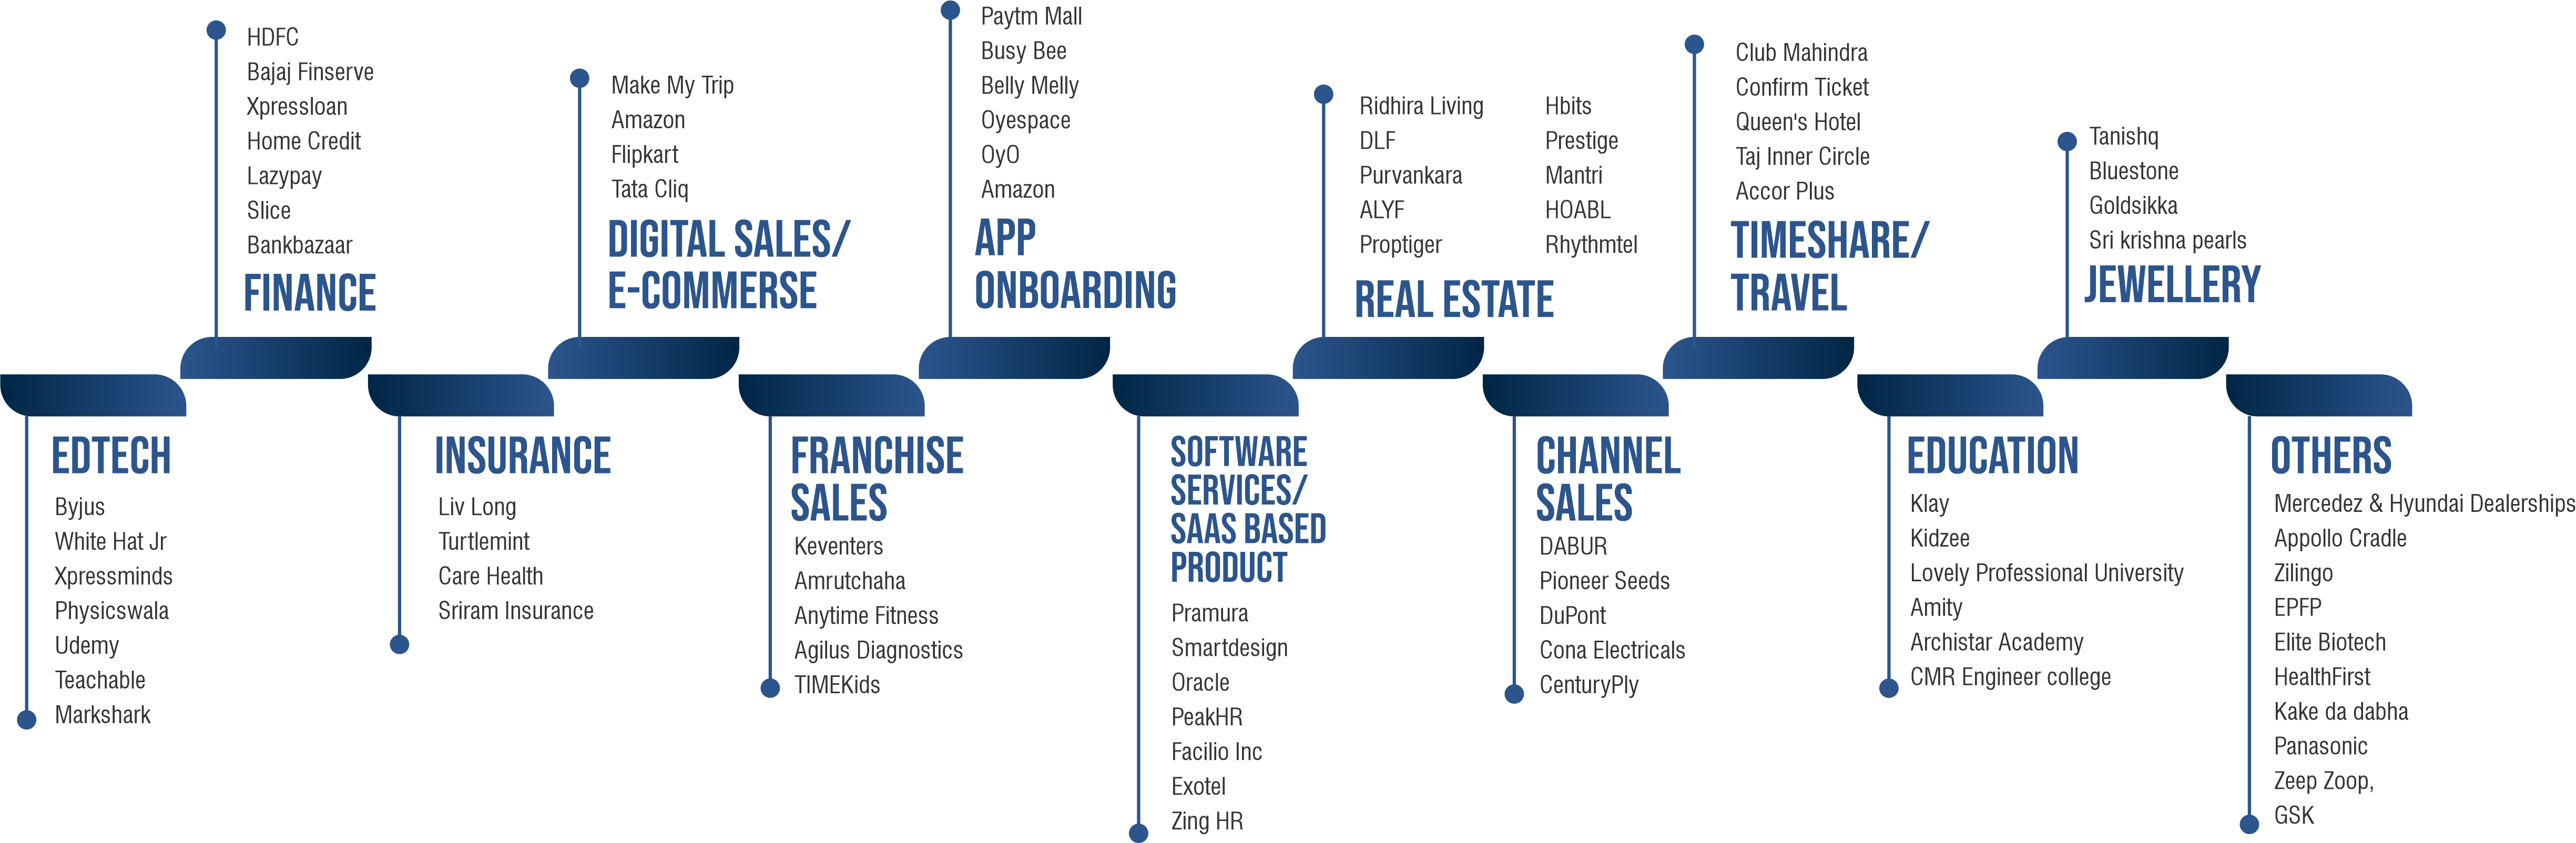 HDFC
Bajaj Finserve
Xpressloan
Home Credit
Lazypay
Slice
Bankbazaar
FINANCE
Make My Trip
Amazon
Flipkart
Tata Cliq
DIGITAL SALES/
E-COMMERSE
Paytm Mall
Busy Bee
Belly Melly
Oyespace
OyO
Amazon
APP
ONBOARDING
Ridhira Living
DLF
Purvankara
ALYF
Proptiger
Hbits
Prestige
Mantri
HOABL
Rhythmtel
REAL ESTATE
Club Mahindra
Confirm Ticket
Queen's Hotel
Taj Inner Circle
Accor Plus
TIMESHARE/
TRAVEL
Tanishq
Bluestone
Goldsikka
Sri krishna pearls
JEWELLERY
EDTECH
Byjus
White Hat Jr
Xpressminds
Physicswala
Udemy
Teachable
Markshark
INSURANCE
Liv Long
Turtlemint
Care Health
Sriram Insurance
FRANCHISE
SALES
Keventers
Amrutchaha
Anytime Fitness
Agilus Diagnostics
TIMEKids
SOFTWARE
SERVICES/
SAAS BASED
PRODUCT
Pramura
Smartdesign
Oracle
PeakHR
Facilio Inc
Exotel
Zing HR
CHANNEL
SALES
DABUR
Pioneer Seeds
DuPont
Cona Electricals
CenturyPly
EDUCATION
Klay
Kidzee
Lovely Professional University
Amity
Archistar Academy
CMR Engineer college
OTHERS
Mercedez & Hyundai Dealerships
Appollo Cradle
Zilingo
EPFP
Elite Biotech
HealthFirst
Kake da dabha
Panasonic
Zeep Zoop,
GSK